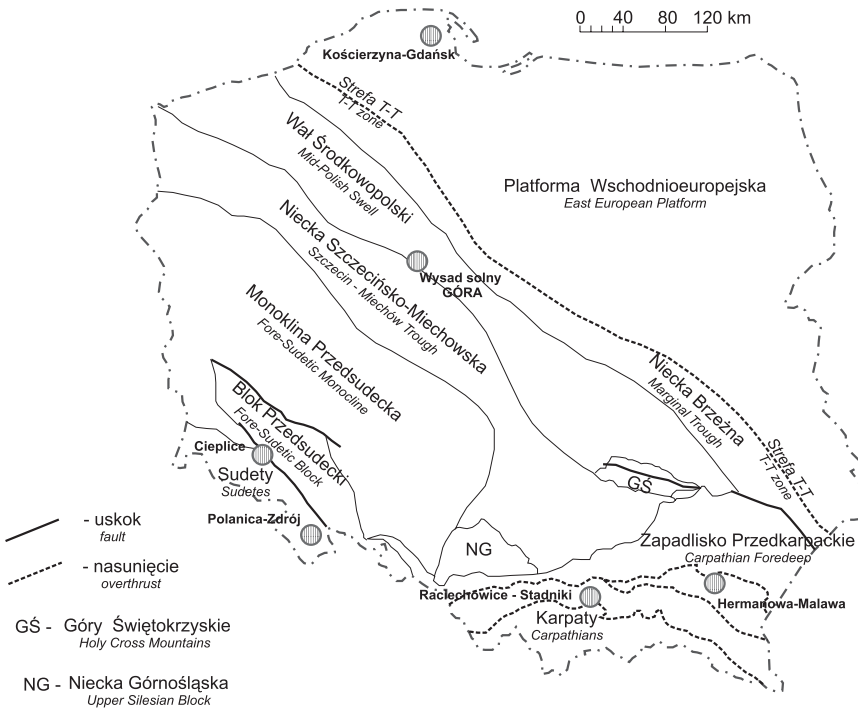 0 40 80 120 km
Kościerzyna-Gdańsk
Strefa T-T
T-T zone
Wał Środkowopolski
Mid-Polish Swell
Platforma Wschodnioeuropejska
East European Platform
Niecka Szczecińsko-Miechowska
Szczecin - Miechów Trough
Wysad solny
GÓRA
Monoklina Przedsudecka
Fore-Sudetic Monocline
Niecka Brzeżna
Marginal Trough
Blok Przedsudecki
Fore-Sudetic Block
Strefa T-T
T-T zone
Cieplice
Sudety
Sudetes
GŚ
Polanica-Zdrój
- uskok
fault
NG
Zapadlisko Przedkarpackie
Carpathian Foredeep
- nasunięcie
overthrust
Raciechowice - Stadniki
Hermanowa-Malawa
Karpaty
Carpathians
GŚ - Góry Świętokrzyskie
Holy Cross Mountains
NG - Niecka Górnośląska
Upper Silesian Block